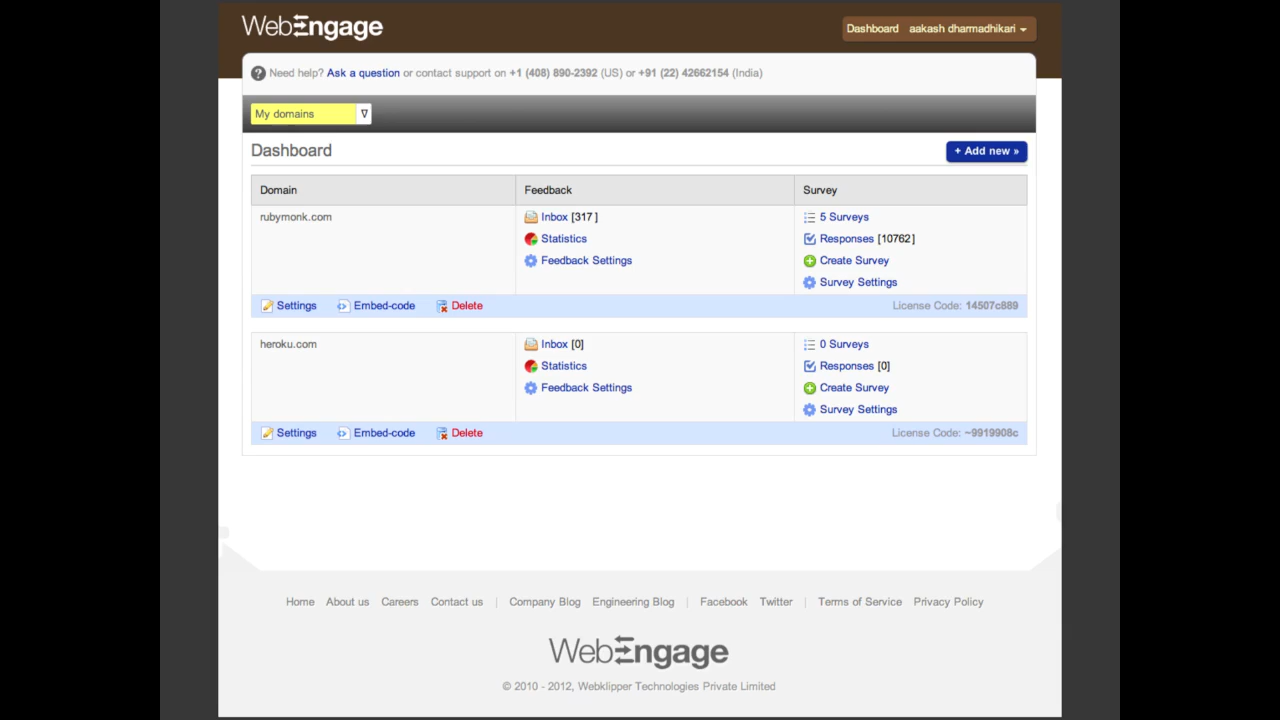 WebEngage
Dashboard aakash dharmadhikari
Need help? Ask a question or contact support on +1 (408) 890-2392 (US) or +91 (22) 42662154 (India)
My domains
Dashboard
+ Add new »
Domain Feedback Survey
rubymonk.com Inbox [317 ] 5 Surveys
Statistics Responses [10762]
Feedback Settings Create Survey
Survey Settings
Settings Embed-code Delete License Code: 14507c889
heroku.com Inbox [0] 0 Surveys
Statistics Responses [0]
Feedback Settings Create Survey
Survey Settings
Settings Embed-code Delete License Code: ~9919908c
Home About us Careers Contact us | Company Blog Engineering Blog | Facebook Twitter | Terms of Service Privacy Policy
WebEngage
© 2010 - 2012, Webklipper Technologies Private Limited